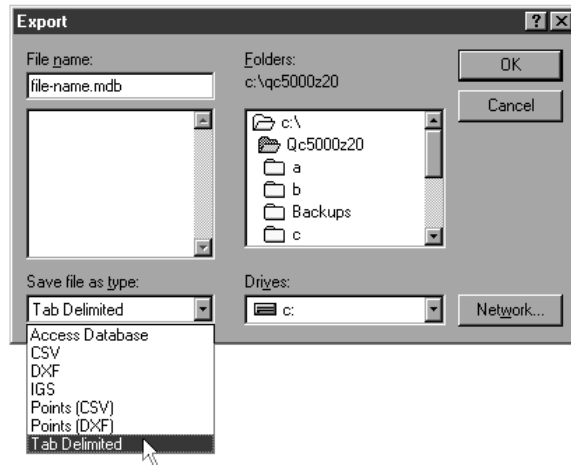 Export
File name:
file-name.mdb
Folders:
c:\qc5000z20
c:\
Qc5000z20
a
b
Backups
c
OK
Cancel
Save file as type:
Tab Delimited
Access Database
CSV
DXF
IGS
Points (CSV)
Points (DXF)
Tab Delimited
Drives:
c:
Network...